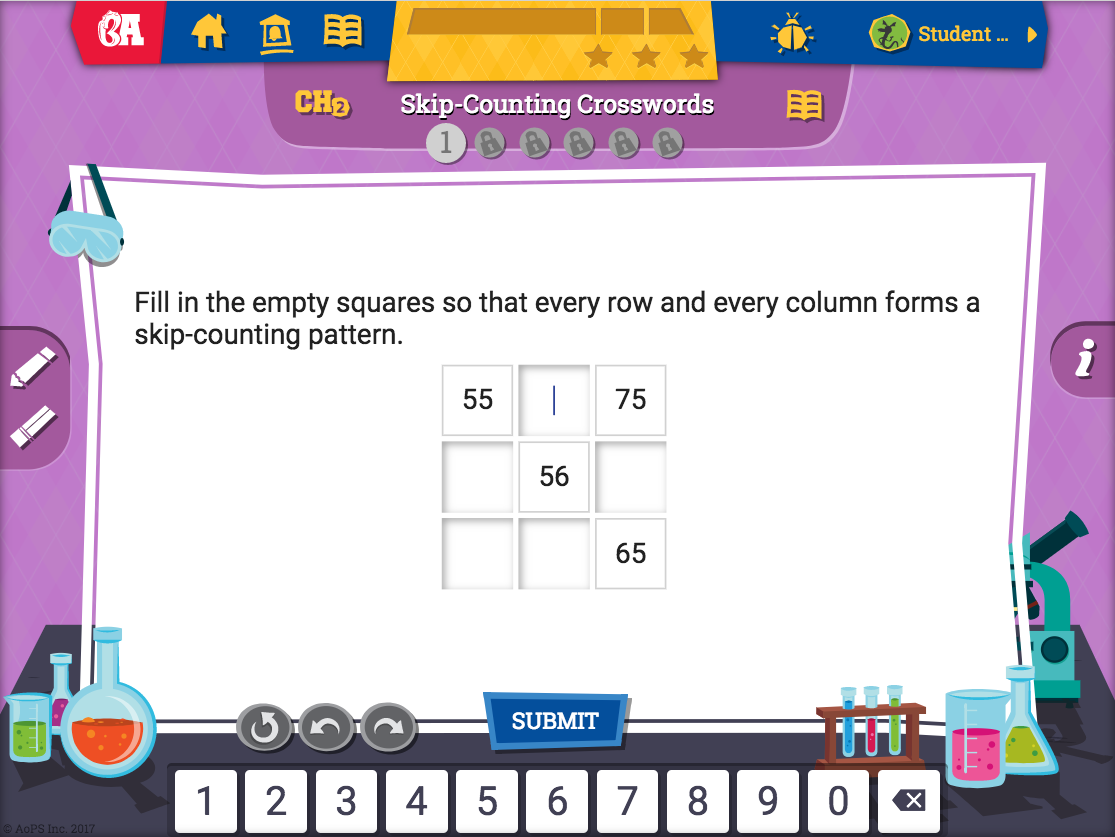 BA
Student ...
CH2
Skip-Counting Crosswords
1
Fill in the empty squares so that every row and every column forms a
skip-counting pattern.
55 75
56
65
SUBMIT
1 2 3 4 5 6 7 8 9 0
© AoPS Inc. 2017